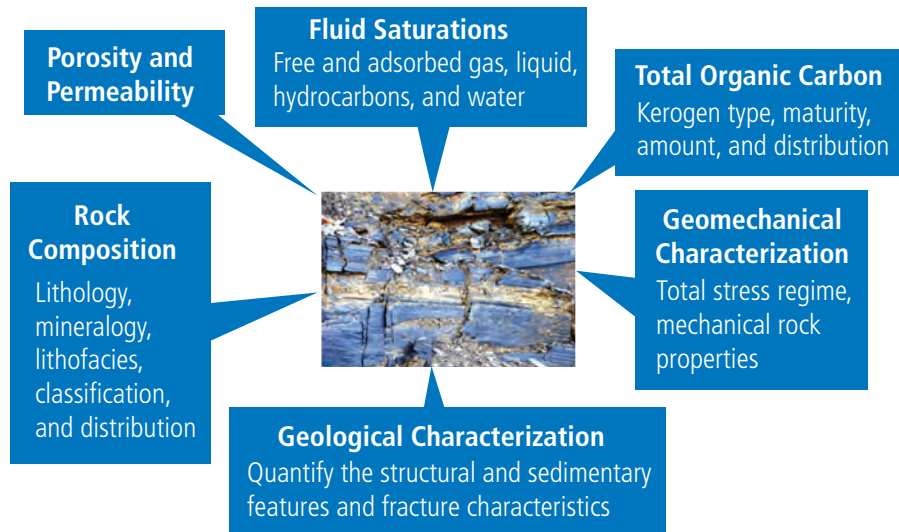 Porosity and
Permeability
Fluid Saturations
Free and adsorbed gas, liquid,
hydrocarbons, and water
Total Organic Carbon
Kerogen type, maturity,
amount, and distribution
Rock
Composition
Lithology,
mineralogy,
lithofacies,
classification,
and distribution
Geomechanical
Characterization
Total stress regime,
mechanical rock
properties
Geological Characterization
Quantify the structural and sedimentary
features and fracture characteristics